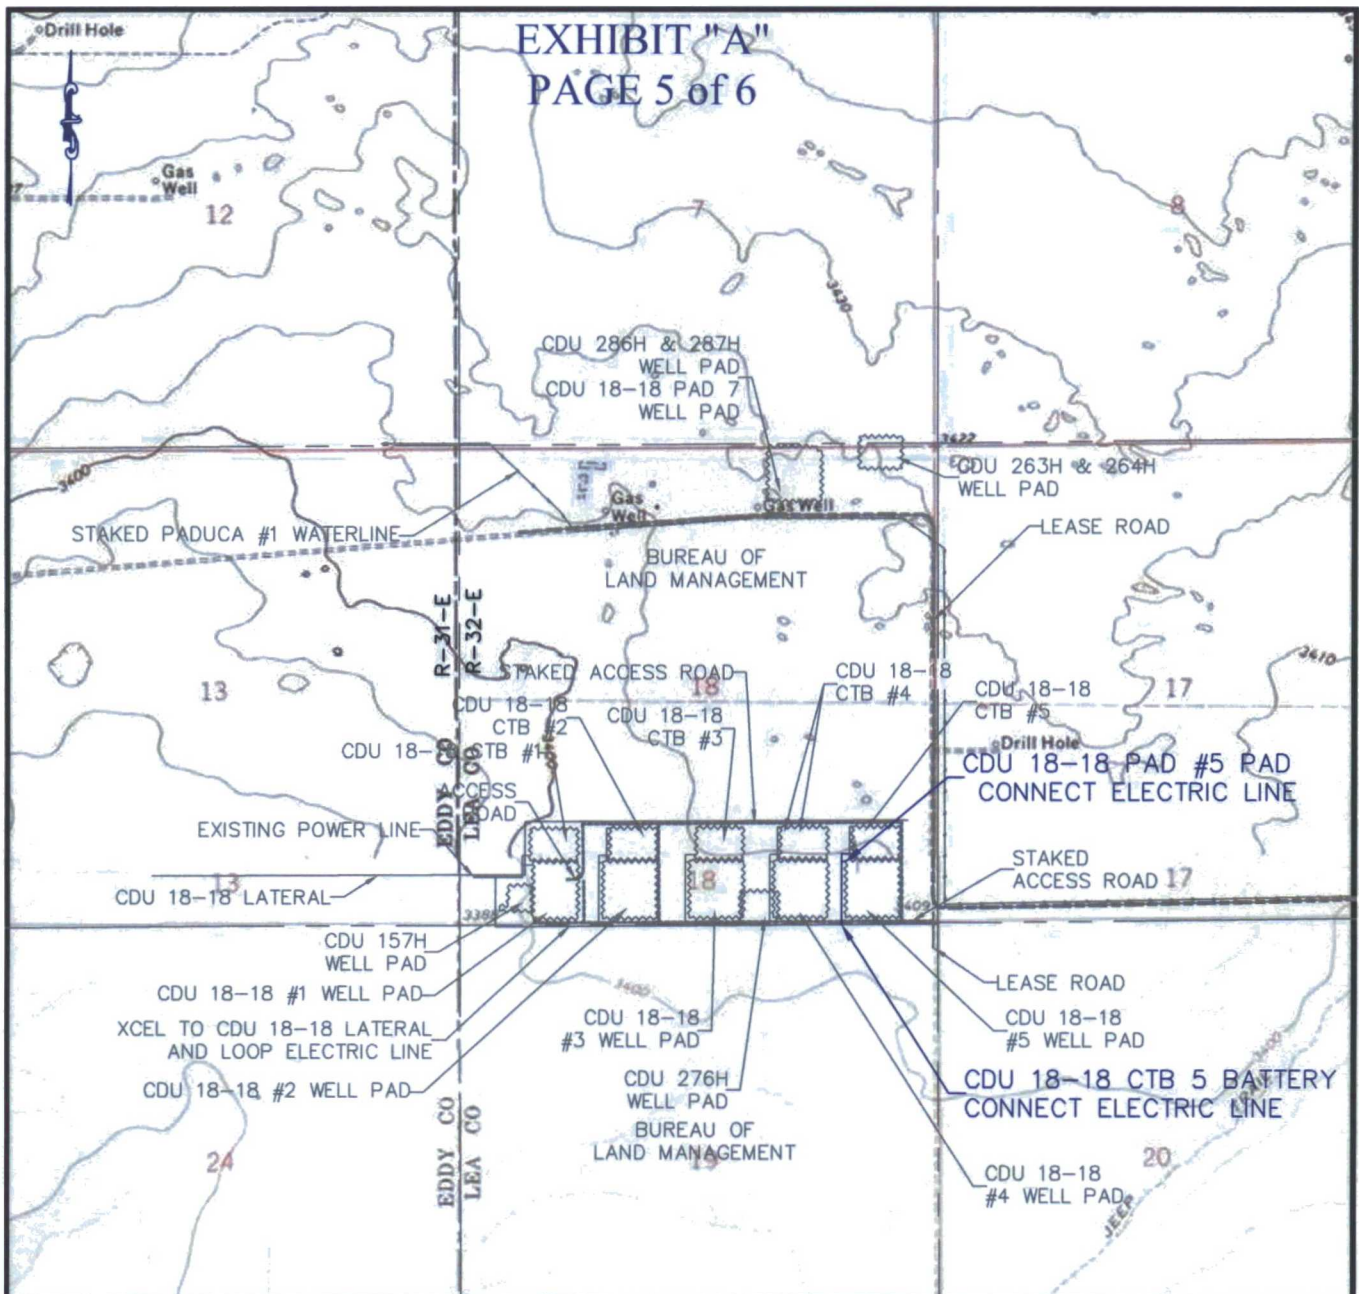 Drill Hole
EXHIBIT "A"
PAGE 5 of 6
Gas
Well
12
7
8
3430
CDU 286H & 287H
WELL PAD
CDU 18-18 PAD 7
WELL PAD
3422
CDU 263H & 264H
WELL PAD
3400
Gas
Well
Gas Well
STAKED PADUCA #1 WATERLINE
LEASE ROAD
BUREAU OF
LAND MANAGEMENT
R-31-E
R-32-E
3410
STAKED ACCESS ROAD
13
18
17
CDU 18-18
CTB #4
CDU 18-18
CTB #5
CDU 18-18
CTB #2
CDU 18-18
CTB #3
CDU 18-18 CTB #1
Drill Hole
EDDY CO
LEA CO
CDU 18-18 PAD #5 PAD
CONNECT ELECTRIC LINE
ACCESS
ROAD
EXISTING POWER LINE
STAKED
ACCESS ROAD
13
18
17
CDU 18-18 LATERAL
CDU 157H
WELL PAD
CDU 18-18 #1 WELL PAD
3400
LEASE ROAD
XCEL TO CDU 18-18 LATERAL
AND LOOP ELECTRIC LINE
CDU 18-18
#3 WELL PAD
CDU 18-18
#5 WELL PAD
3400
CDU 18-18 #2 WELL PAD
CDU 276H
WELL PAD
CDU 18-18 CTB 5 BATTERY
CONNECT ELECTRIC LINE
TRAIL
EDDY CO
LEA CO
BUREAU OF
LAND MANAGEMENT
24
19
20
CDU 18-18
#4 WELL PAD
JEEP